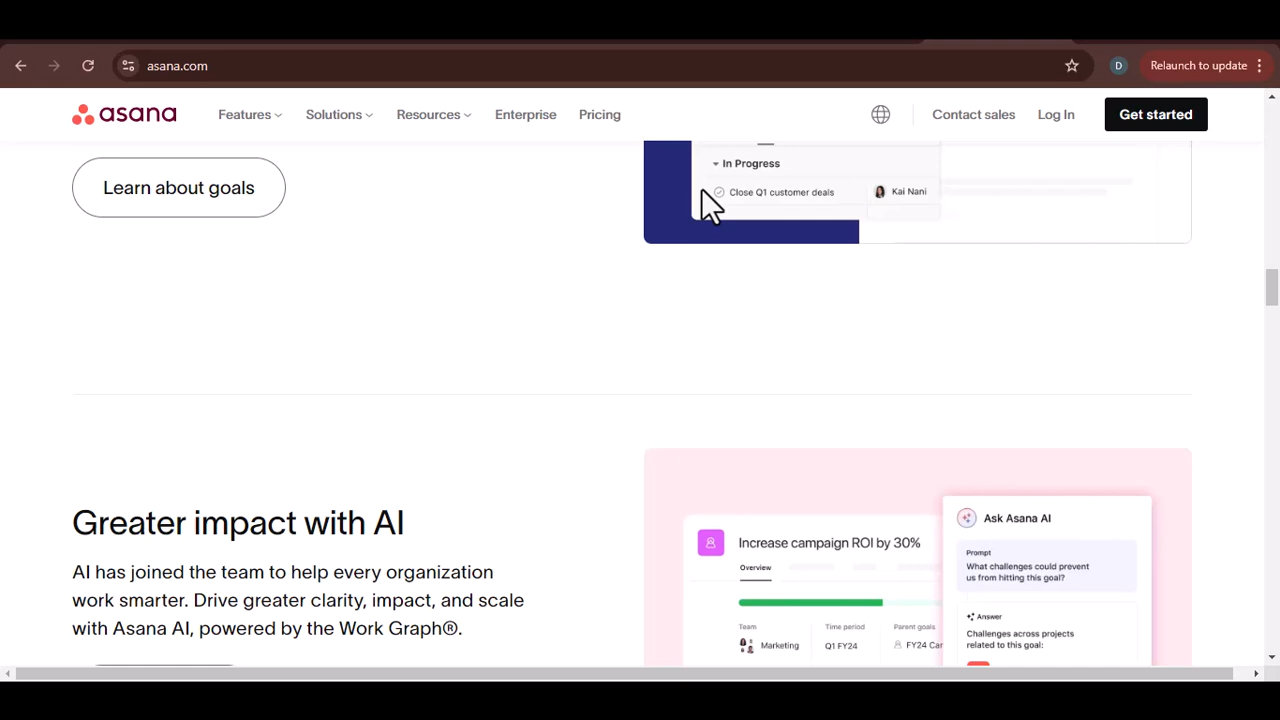 asana.com
D
Relaunch to update
asana
Features
Solutions
Resources
Enterprise
Pricing
Contact sales
Log In
Get started
Learn about goals
In Progress
Close Q1 customer deals
Kai Nani
Greater impact with AI
AI has joined the team to help every organization
work smarter. Drive greater clarity, impact, and scale
with Asana AI, powered by the Work Graph®.
Increase campaign ROI by 30%
Overview
Team
Time period
Parent goals
Marketing
Q1 FY24
FY24 Car
Ask Asana AI
Prompt
What challenges could prevent
us from hitting this goal?
Answer
Challenges across projects
related to this goal: